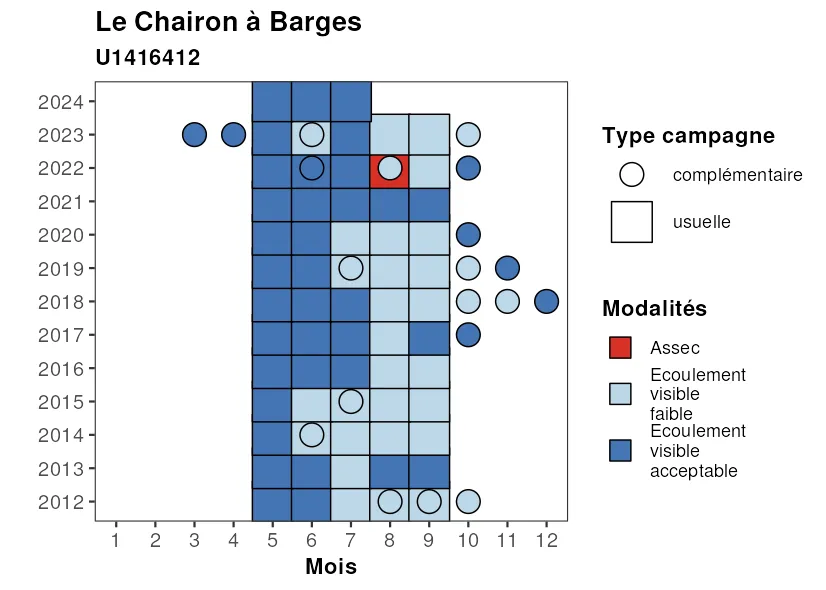 Le Chairon à Barges
U1416412
2024
2023
2022
2021
2020
2019
2018
2017
2016
2015
2014
2013
2012
1 2 3 4 5 6 7 8 9 10 11 12
Mois
Type campagne
complémentaire
usuelle
Modalités
Assec
Ecoulement
visible
faible
Ecoulement
visible
acceptable